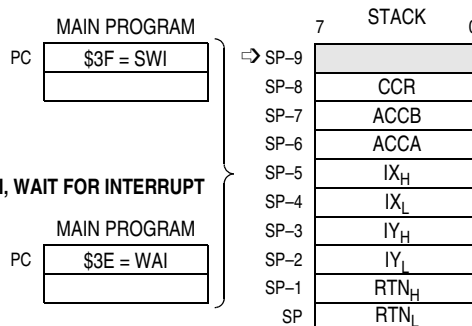 MAIN PROGRAM
PC $3F = SWI
I, WAIT FOR INTERRUPT
MAIN PROGRAM
PC $3E = WAI
7 STACK 0
⇨ SP–9
SP–8 CCR
SP–7 ACCB
SP–6 ACCA
SP–5 IXH
SP–4 IXL
SP–3 IYH
SP–2 IYL
SP–1 RTNH
SP RTNL